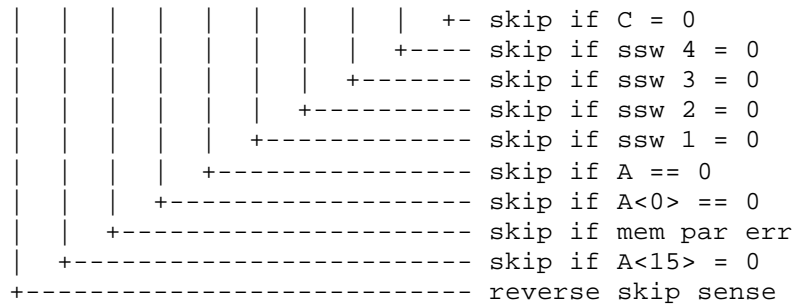 |   |   |   |   |   |   |   |   |  +- skip if C = 0
|   |   |   |   |   |   |   |   +---- skip if ssw 4 = 0
|   |   |   |   |   |   |   +------- skip if ssw 3 = 0
|   |   |   |   |   |   +---------- skip if ssw 2 = 0
|   |   |   |   |   +------------- skip if ssw 1 = 0
|   |   |   |   +---------------- skip if A == 0
|   |   |   +------------------- skip if A<0> == 0
|   |   +---------------------- skip if mem par err
|   +------------------------- skip if A<15> = 0
+---------------------------- reverse skip sense